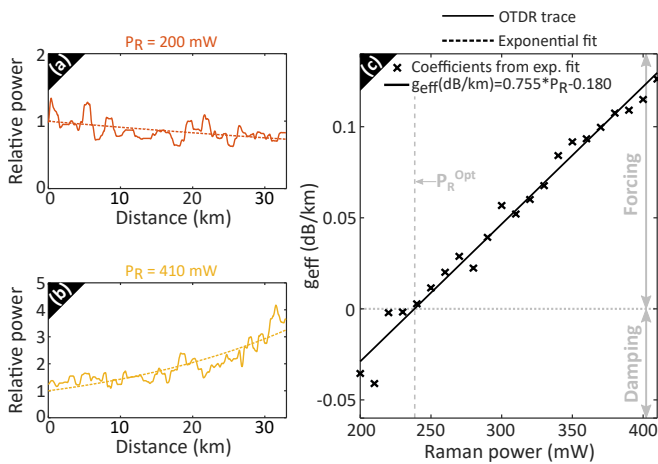 OTDR trace
Exponential fit
(a)
P_R = 200 mW
Relative power
2
1
0
0
10
20
30
Distance (km)
(b)
P_R = 410 mW
Relative power
5
4
3
2
1
0
0
10
20
30
Distance (km)
(c)
Coefficients from exp. fit
g_eff(dB/km)=0.755*P_R-0.180
P_R^Opt
Forcing
Damping
g_eff (dB/km)
0.1
0.05
0
-0.05
200
250
300
350
400
Raman power (mW)